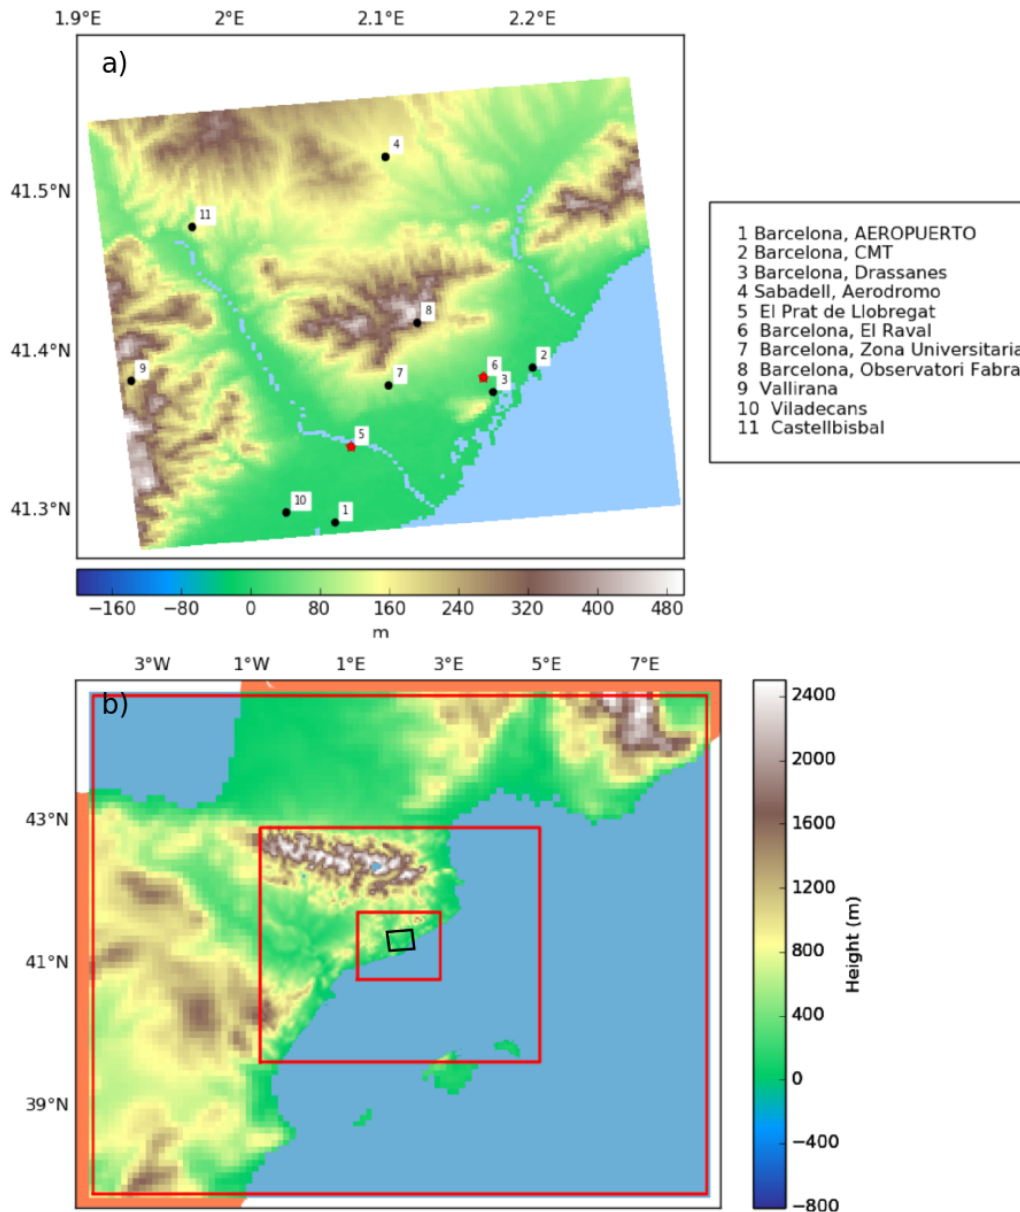 1.9°E 2°E 2.1°E 2.2°E
a)
4
41.5°N
11
8
41.4°N
2
6
9
7
3
5
10
1
41.3°N
1 Barcelona, AEROPUERTO
2 Barcelona, CMT
3 Barcelona, Drassanes
4 Sabadell, Aerodromo
5 El Prat de Llobregat
6 Barcelona, El Raval
7 Barcelona, Zona Universitaria
8 Barcelona, Observatori Fabra
9 Vallirana
10 Viladecans
11 Castellbisbal
−160 −80 0 80 160 240 320 400 480
m
3°W 1°W 1°E 3°E 5°E 7°E
b)
43°N
41°N
39°N
2400
2000
1600
1200
800
400
0
−400
−800
Height (m)